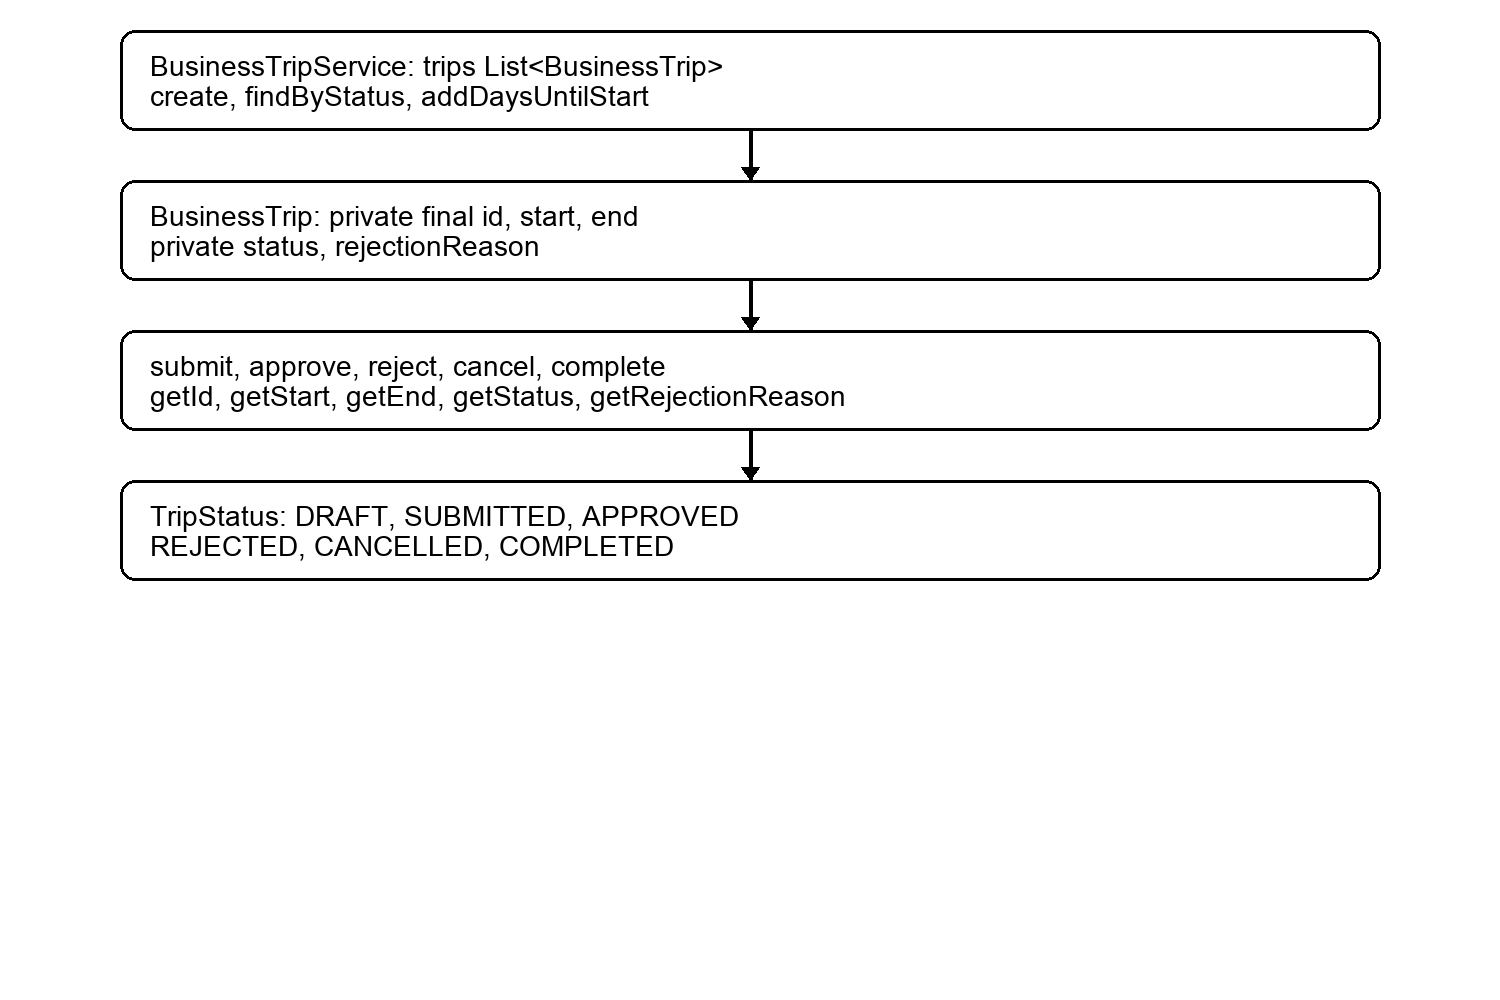 BusinessTripService: trips List<BusinessTrip>
create, findByStatus, addDaysUntilStart
BusinessTrip: private final id, start, end
private status, rejectionReason
submit, approve, reject, cancel, complete
getId, getStart, getEnd, getStatus, getRejectionReason
TripStatus: DRAFT, SUBMITTED, APPROVED
REJECTED, CANCELLED, COMPLETED